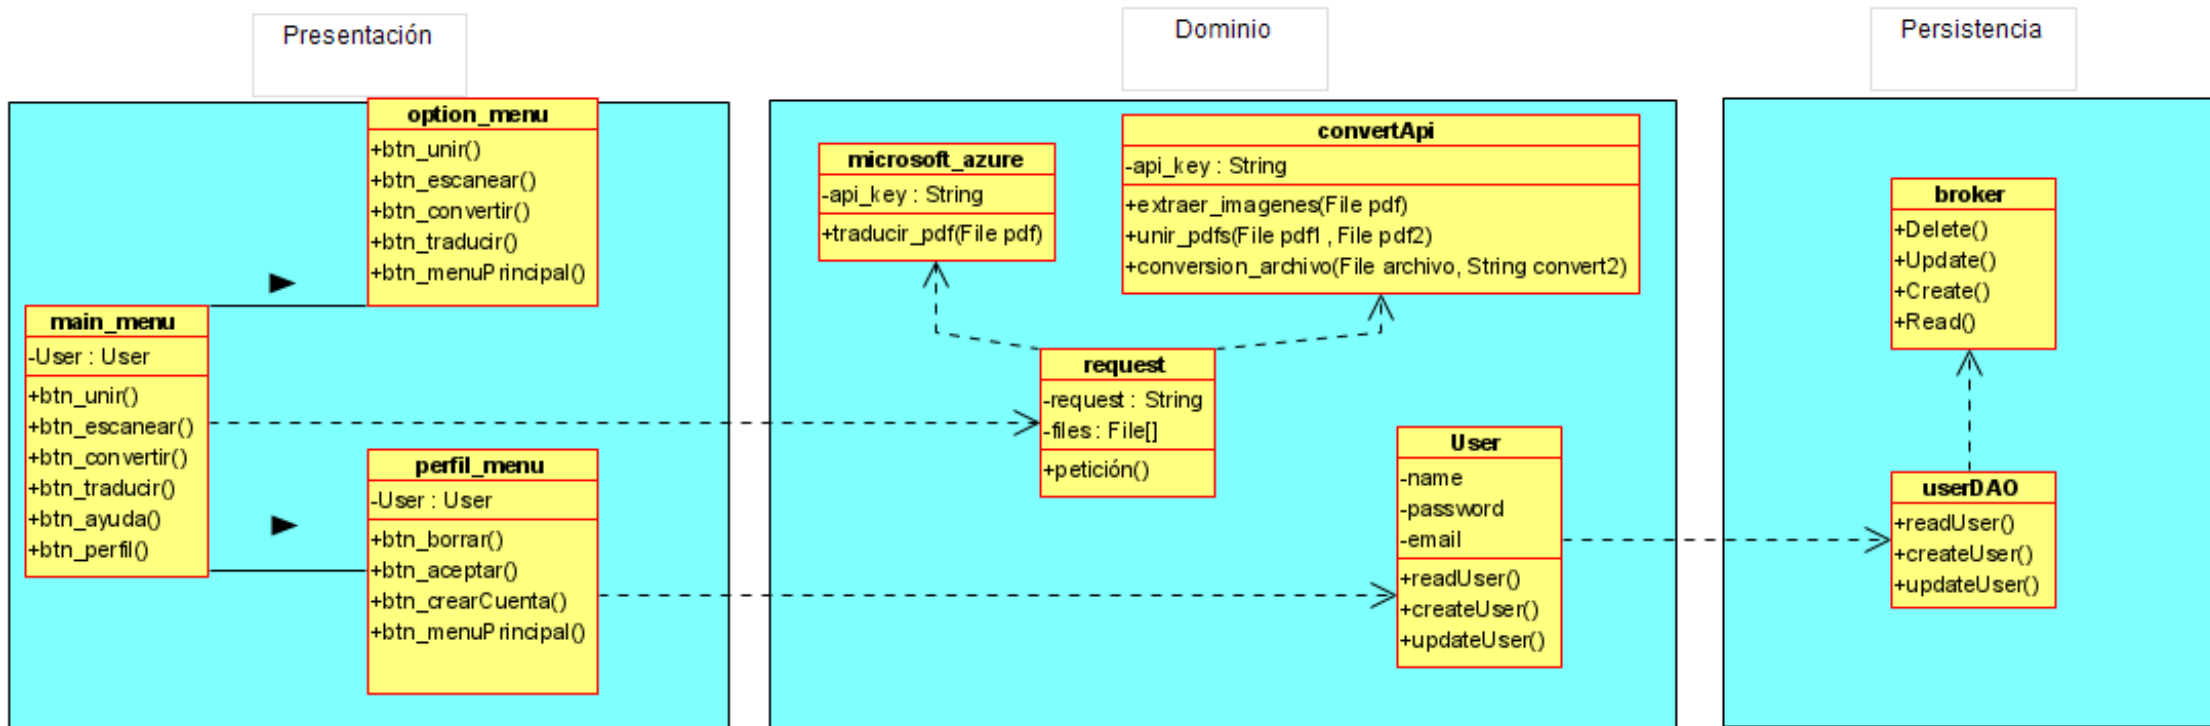 Presentación
Dominio
Persistencia
option_menu
+btn_unir()
+btn_escanear()
+btn_convertir()
+btn_traducir()
+btn_menuPrincipal()
main_menu
-User : User
+btn_unir()
+btn_escanear()
+btn_convertir()
+btn_traducir()
+btn_ayuda()
+btn_perfil()
perfil_menu
-User : User
+btn_borrar()
+btn_aceptar()
+btn_crearCuenta()
+btn_menuPrincipal()
microsoft_azure
-api_key : String
+traducir_pdf(File pdf)
convertApi
-api_key : String
+extraer_imagenes(File pdf)
+unir_pdfs(File pdf1 , File pdf2)
+conversion_archivo(File archivo, String convert2)
request
-request : String
-files : File[]
+petición()
User
-name
-password
-email
+readUser()
+createUser()
+updateUser()
broker
+Delete()
+Update()
+Create()
+Read()
userDAO
+readUser()
+createUser()
+updateUser()